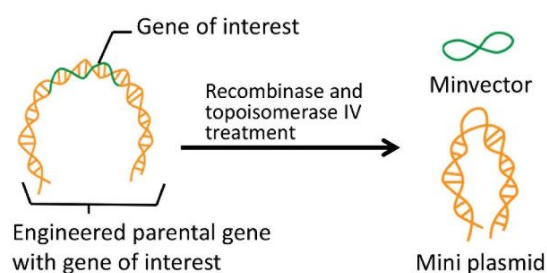 Gene of interest
Recombinase and
topoisomerase IV
treatment
Minvector
Engineered parental gene
with gene of interest
Mini plasmid